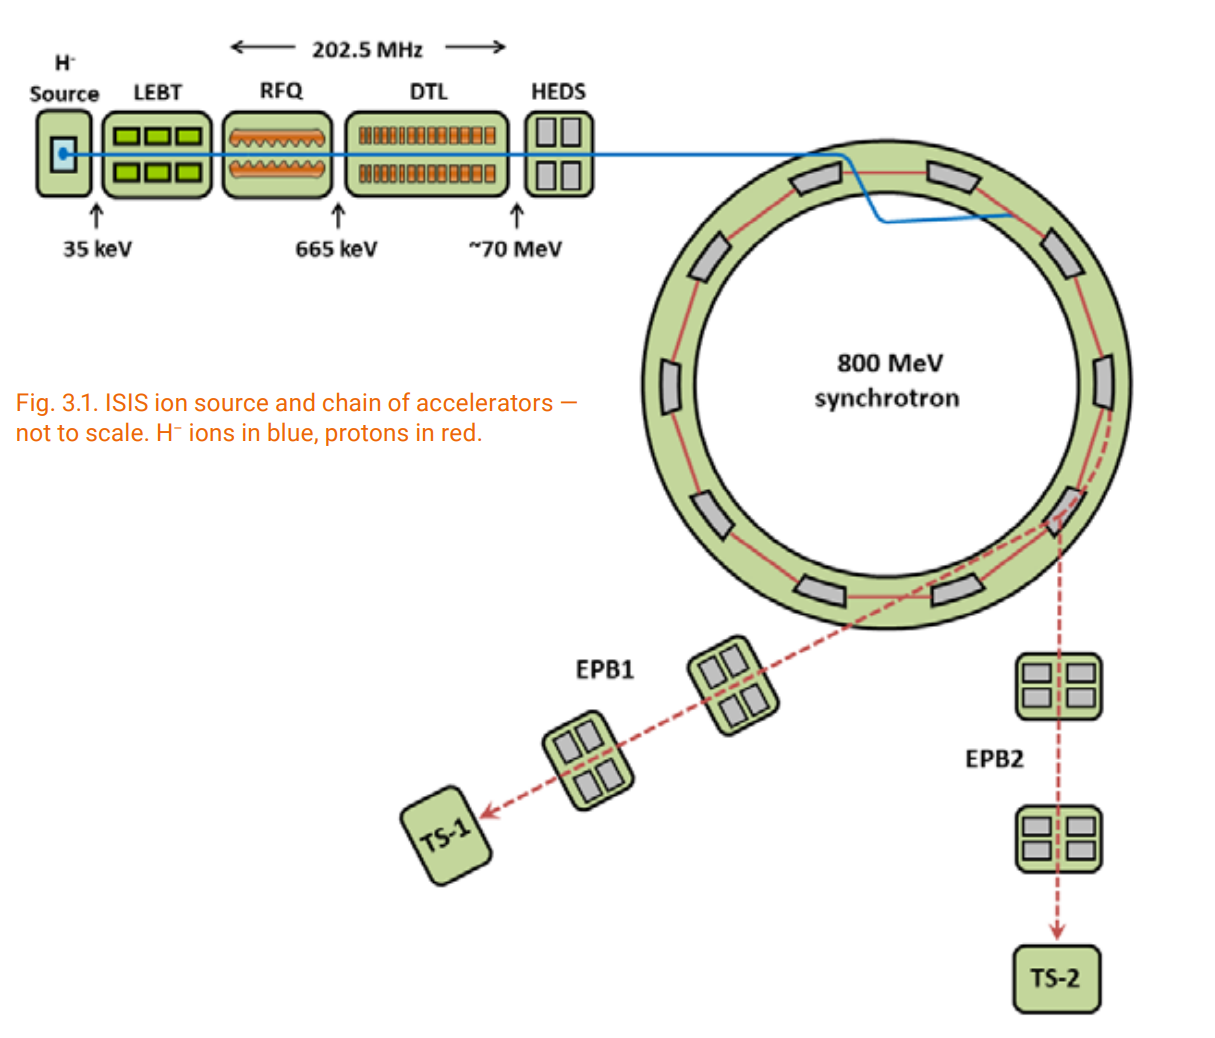 202.5 MHz
H-
Source
LEBT
RFQ
DTL
HEDS
35 keV
665 keV
~70 MeV
800 MeV
synchrotron
Fig. 3.1. ISIS ion source and chain of accelerators —
not to scale. H⁻ ions in blue, protons in red.
EPB1
EPB2
TS-1
TS-2